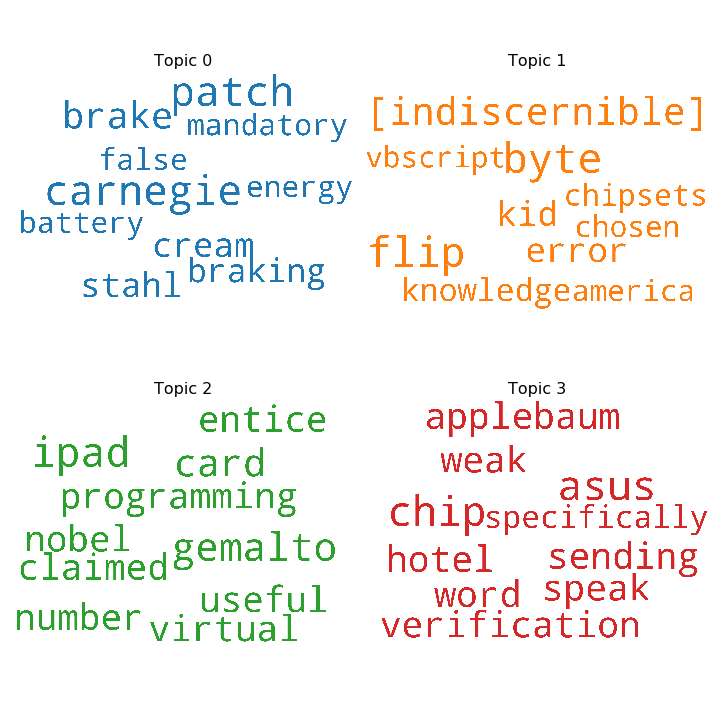 Topic 0
patch
brake
mandatory
false
carnegie
energy
battery
cream
braking
stahl
Topic 1
[indiscernible]
vbscript
byte
chipsets
kid
chosen
flip
error
knowledgeamerica
Topic 2
entice
ipad
card
programming
nobel
gemalto
claimed
useful
number
virtual
Topic 3
applebaum
weak
asus
chip
specifically
hotel
sending
word
speak
verification